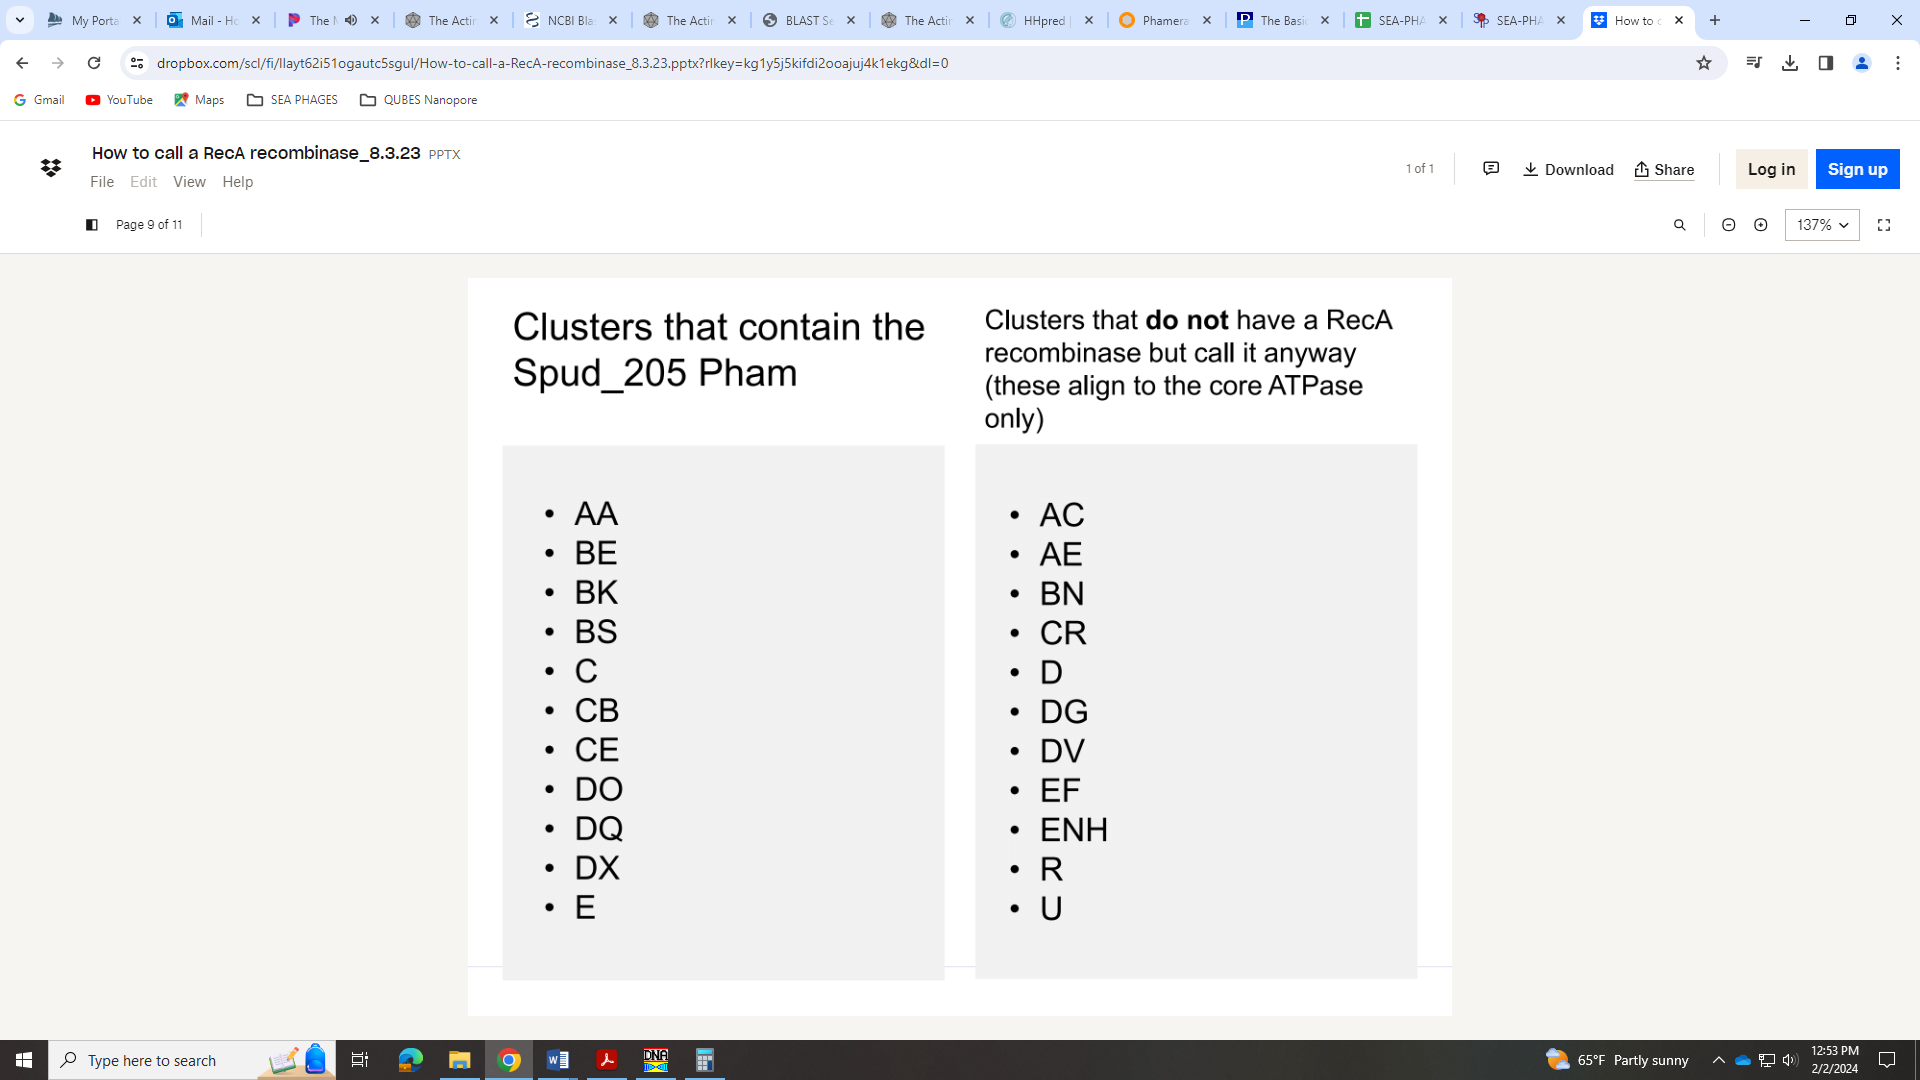 My Porta
Mail - Ho
The M
The Actin
NCBI Bla
The Actin
BLAST Se
The Actin
HHpred |
Phamera
The Basic
SEA-PHA
SEA-PHA
How to c
dropbox.com/scl/fi/llayt62i51ogautc5sgul/How-to-call-a-RecA-recombinase_8.3.23.pptx?rlkey=kg1y5j5kifdi2ooajuj4k1ekg&dl=0
Gmail
YouTube
Maps
SEA PHAGES
QUBES Nanopore
How to call a RecA recombinase_8.3.23 PPTX
File Edit View Help
1 of 1
Download
Share
Log in
Sign up
Page 9 of 11
137%
Clusters that contain the
Spud_205 Pham
• AA
• BE
• BK
• BS
• C
• CB
• CE
• DO
• DQ
• DX
• E
Clusters that do not have a RecA
recombinase but call it anyway
(these align to the core ATPase
only)
• AC
• AE
• BN
• CR
• D
• DG
• DV
• EF
• ENH
• R
• U
Type here to search
DNA
65°F Partly sunny
12:53 PM
2/2/2024